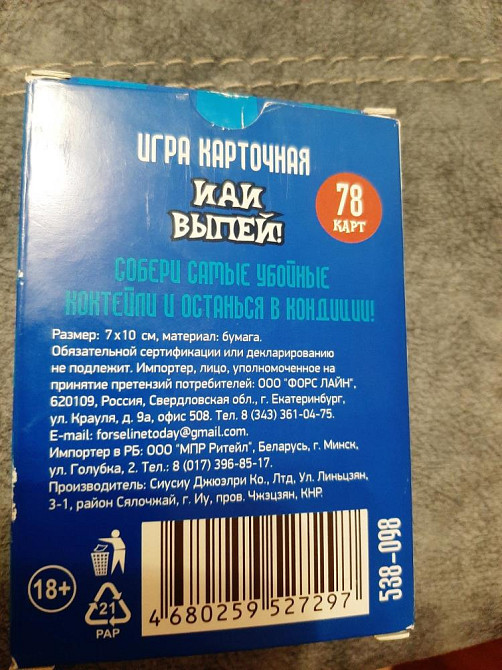 ИГРА КАРТОЧНАЯ
ИДИ
ВЫПЕЙ!
78
КАРТ
СОБЕРИ САМЫЕ УБОЙНЫЕ
КОКТЕЙЛИ И ОСТАНЬСЯ В КОНДИЦИИ!
Размер: 7х10 см, материал: бумага.
Обязательной сертификации или декларированию
не подлежит. Импортер, лицо, уполномоченное на
принятие претензий потребителей: ООО "ФОРС ЛАЙН",
620109, Россия, Свердловская обл., г. Екатеринбург,
ул. Крауля, д. 9а, офис 508. Тел. 8 (343) 361-04-75.
E-mail: forselinetoday@gmail.com.
Импортер в РБ: ООО "МПР Ритейл", Беларусь, г. Минск,
ул. Голубка, 2. Тел.: 8 (017) 396-85-17.
Производитель: Сиусиу Джюэлри Ко., Лтд, Ул. Линьцзян,
3-1, район Сялочжай, г. Иу, пров. Чжэцзян, КНР.
18+
21
PAP
4 680259 527297
538-098